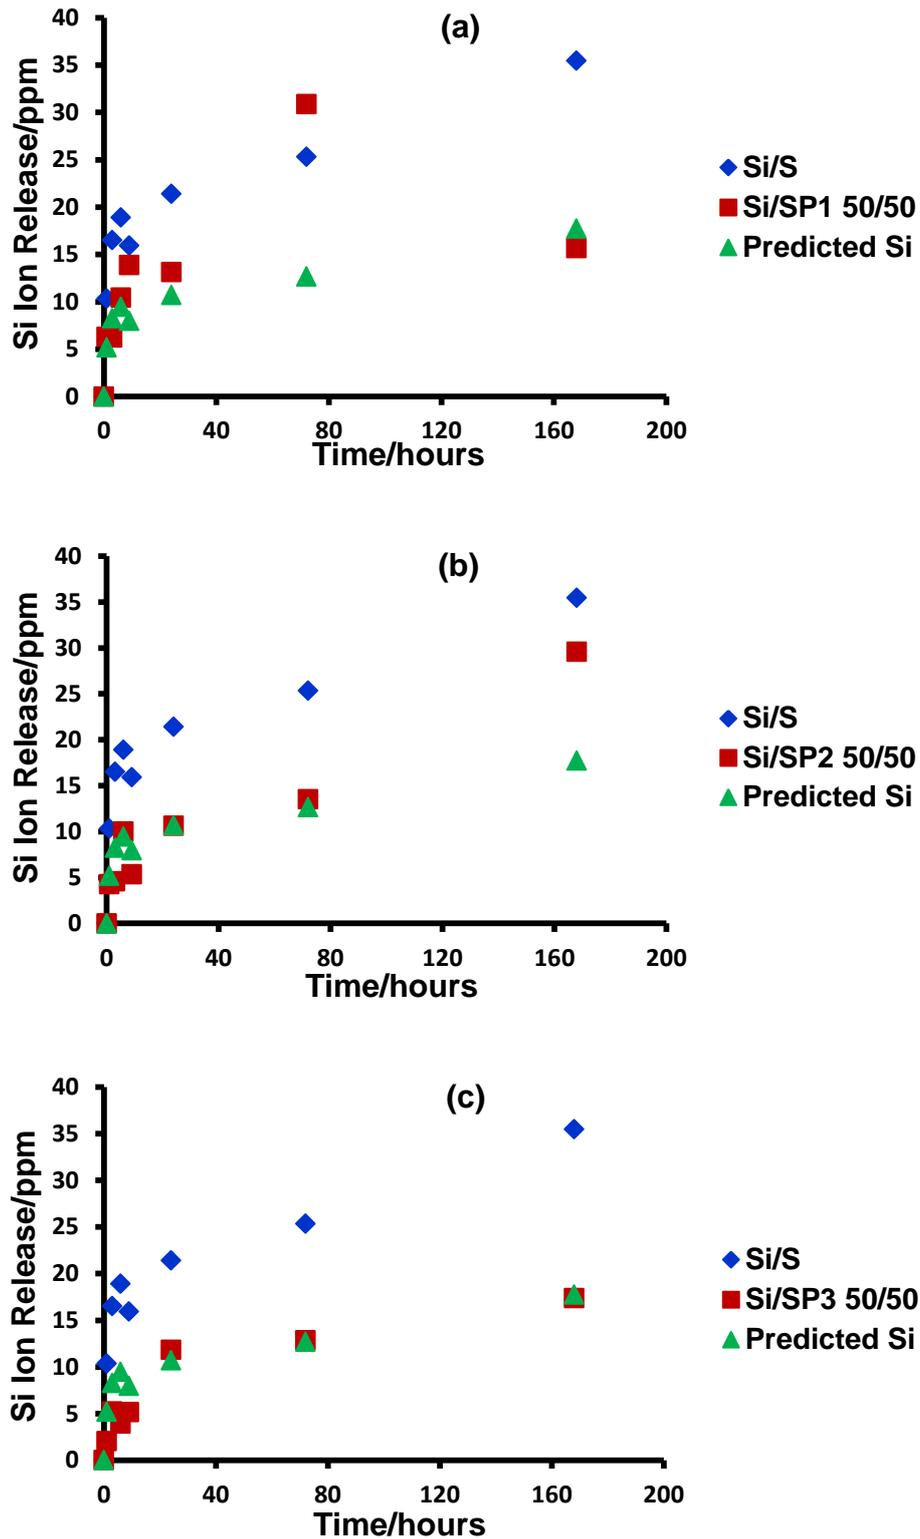 (a)
Si Ion Release/ppm
40
35
30
25
20
15
10
5
0
0 40 80 120 160 200
Time/hours
Si/S
Si/SP1 50/50
Predicted Si
(b)
Si Ion Release/ppm
40
35
30
25
20
15
10
5
0
0 40 80 120 160 200
Time/hours
Si/S
Si/SP2 50/50
Predicted Si
(c)
Si Ion Release/ppm
40
35
30
25
20
15
10
5
0
0 40 80 120 160 200
Time/hours
Si/S
Si/SP3 50/50
Predicted Si